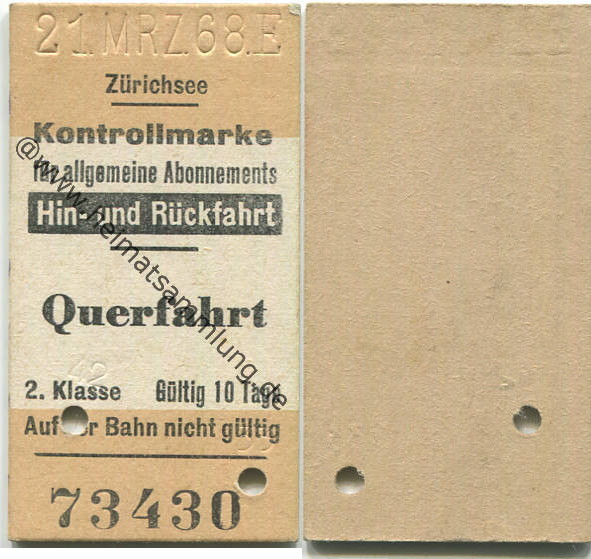 21.MRZ.68.E
Zürichsee
Kontrollmarke
für allgemeine Abonnements
Hin- und Rückfahrt
Querfahrt
42
2. Klasse Gültig 10 Tage
Auf der Bahn nicht gültig
73430
@www.heimatsammlung.de